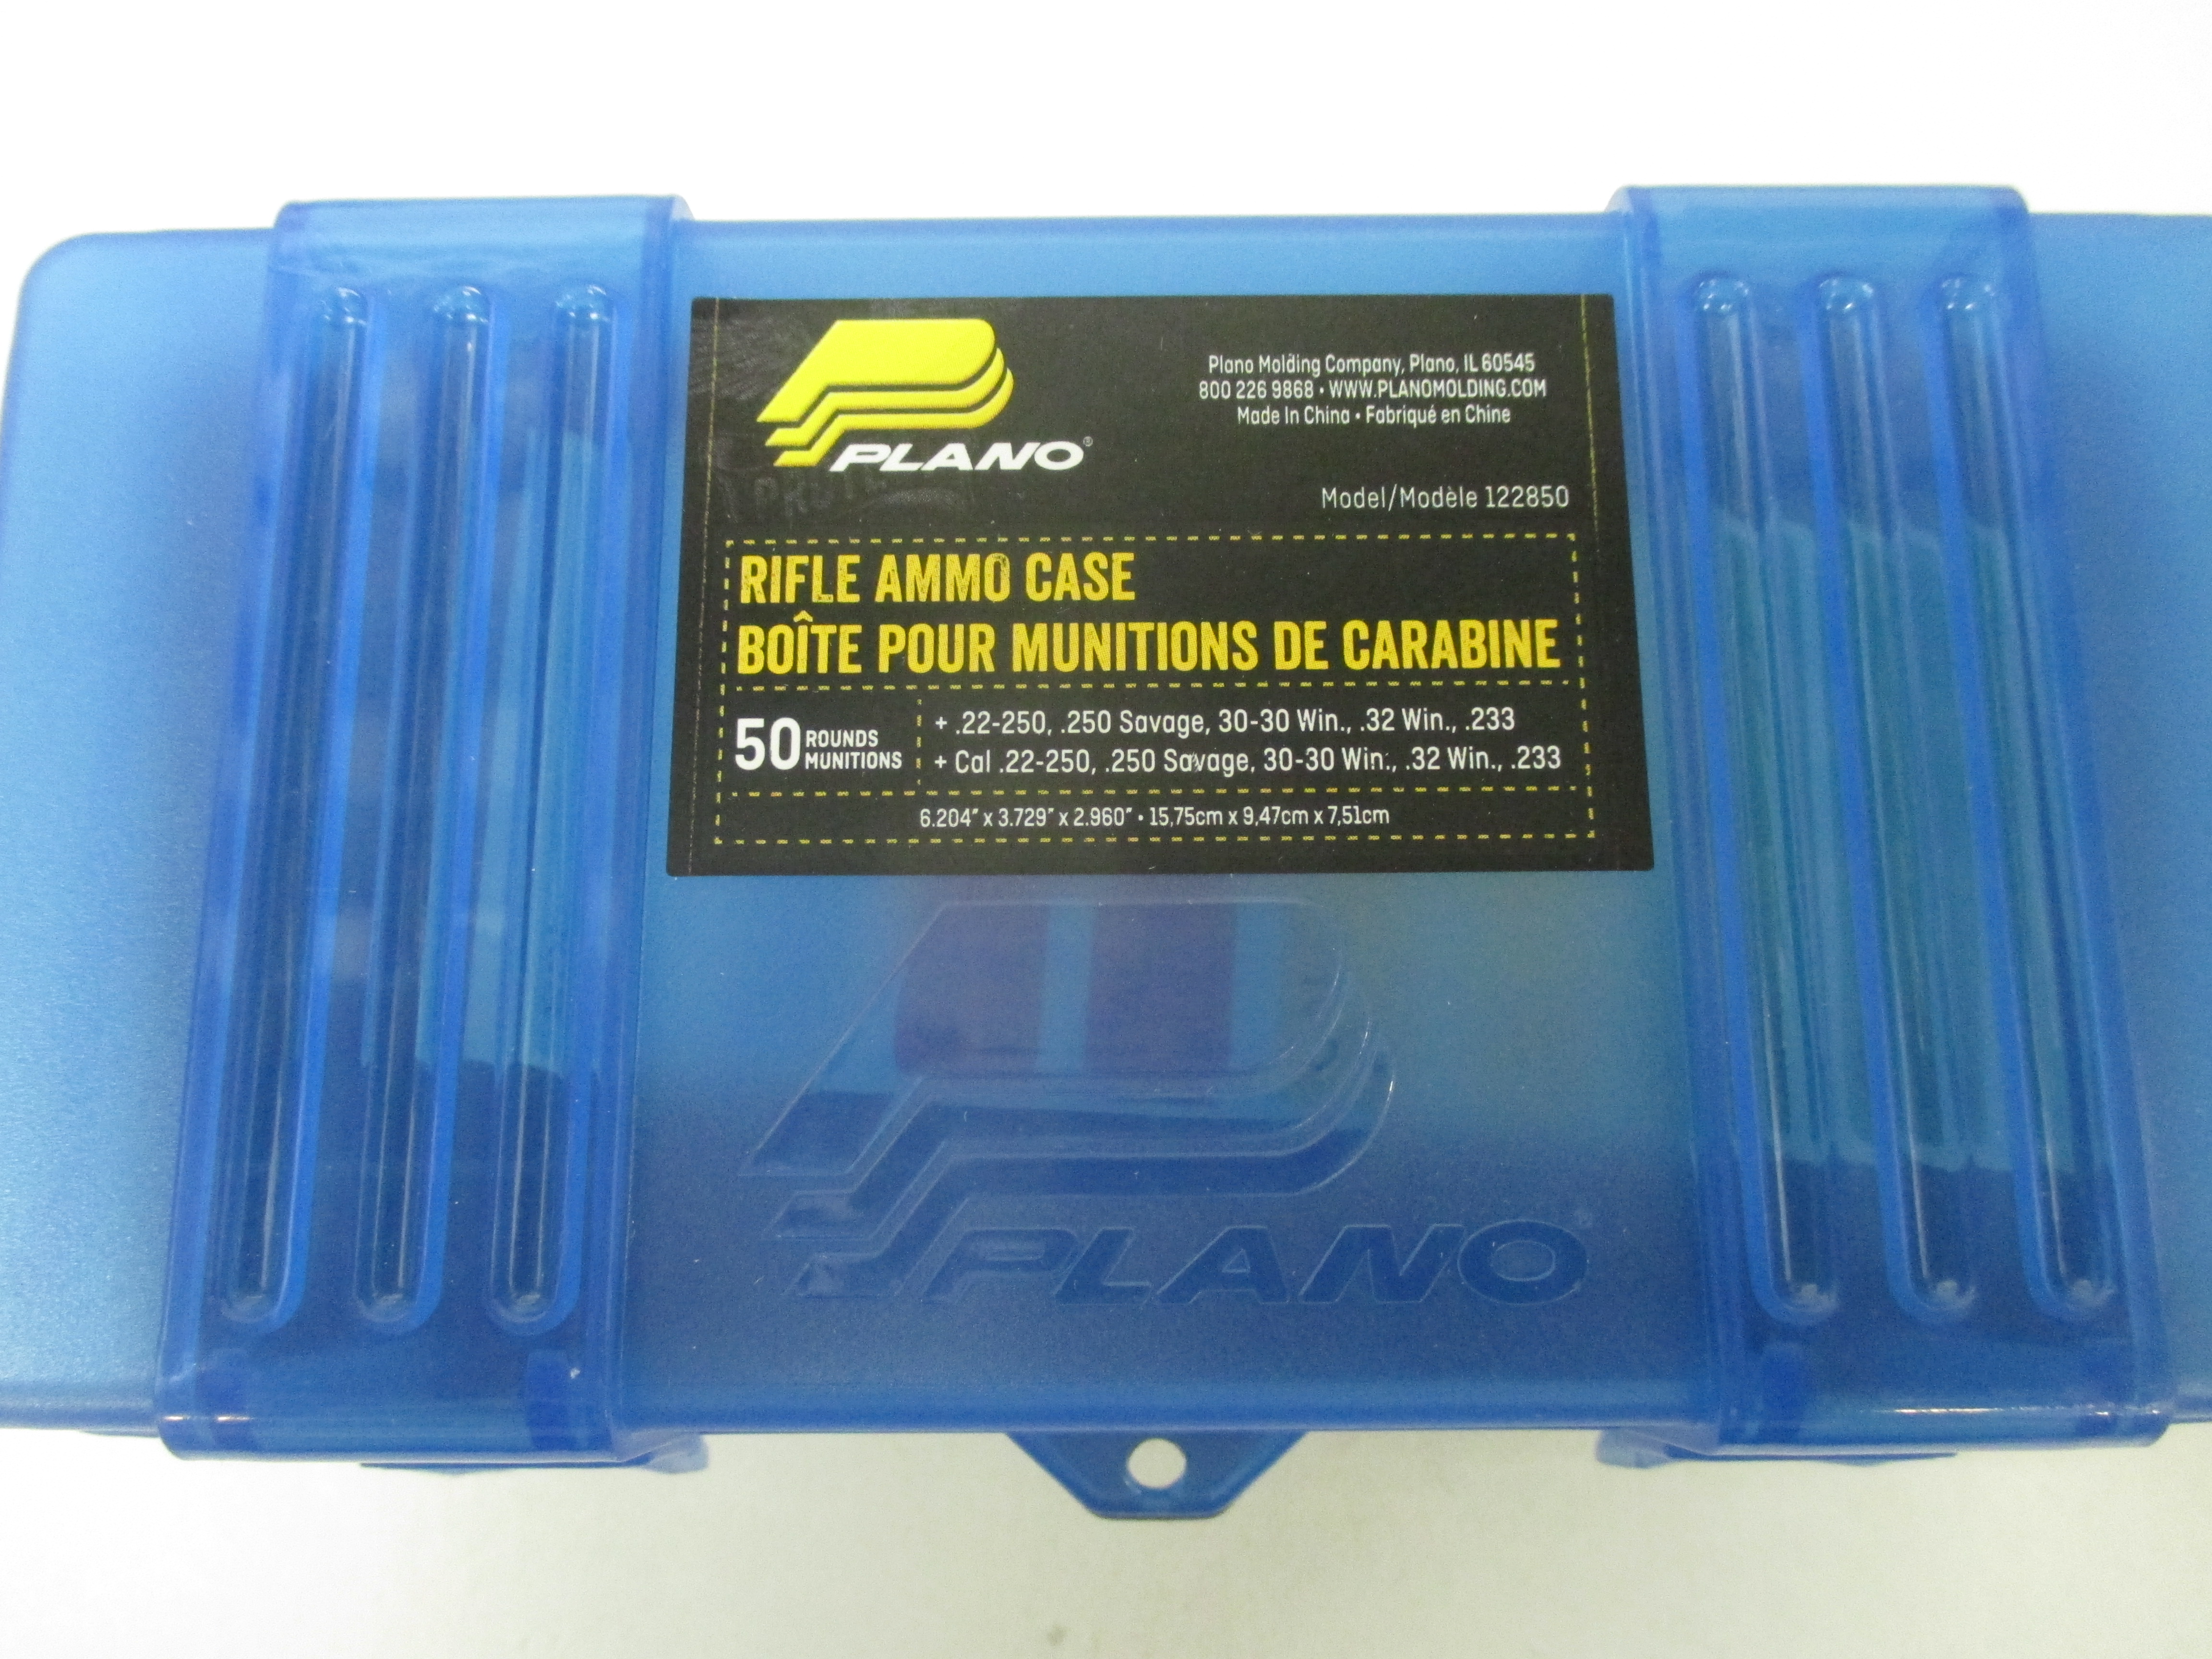 PLANO®
Plano Molding Company, Plano, IL 60545
800 226 9868 • WWW.PLANOMOLDING.COM
Made In China • Fabriqué en Chine
Model/Modèle 122850
RIFLE AMMO CASE
BOÎTE POUR MUNITIONS DE CARABINE
50 ROUNDS
MUNITIONS
+ .22-250, .250 Savage, 30-30 Win., .32 Win., .233
+ Cal .22-250, .250 Savage, 30-30 Win., .32 Win., .233
6.204" x 3.729" x 2.960" • 15,75cm x 9,47cm x 7,51cm
PLANO®